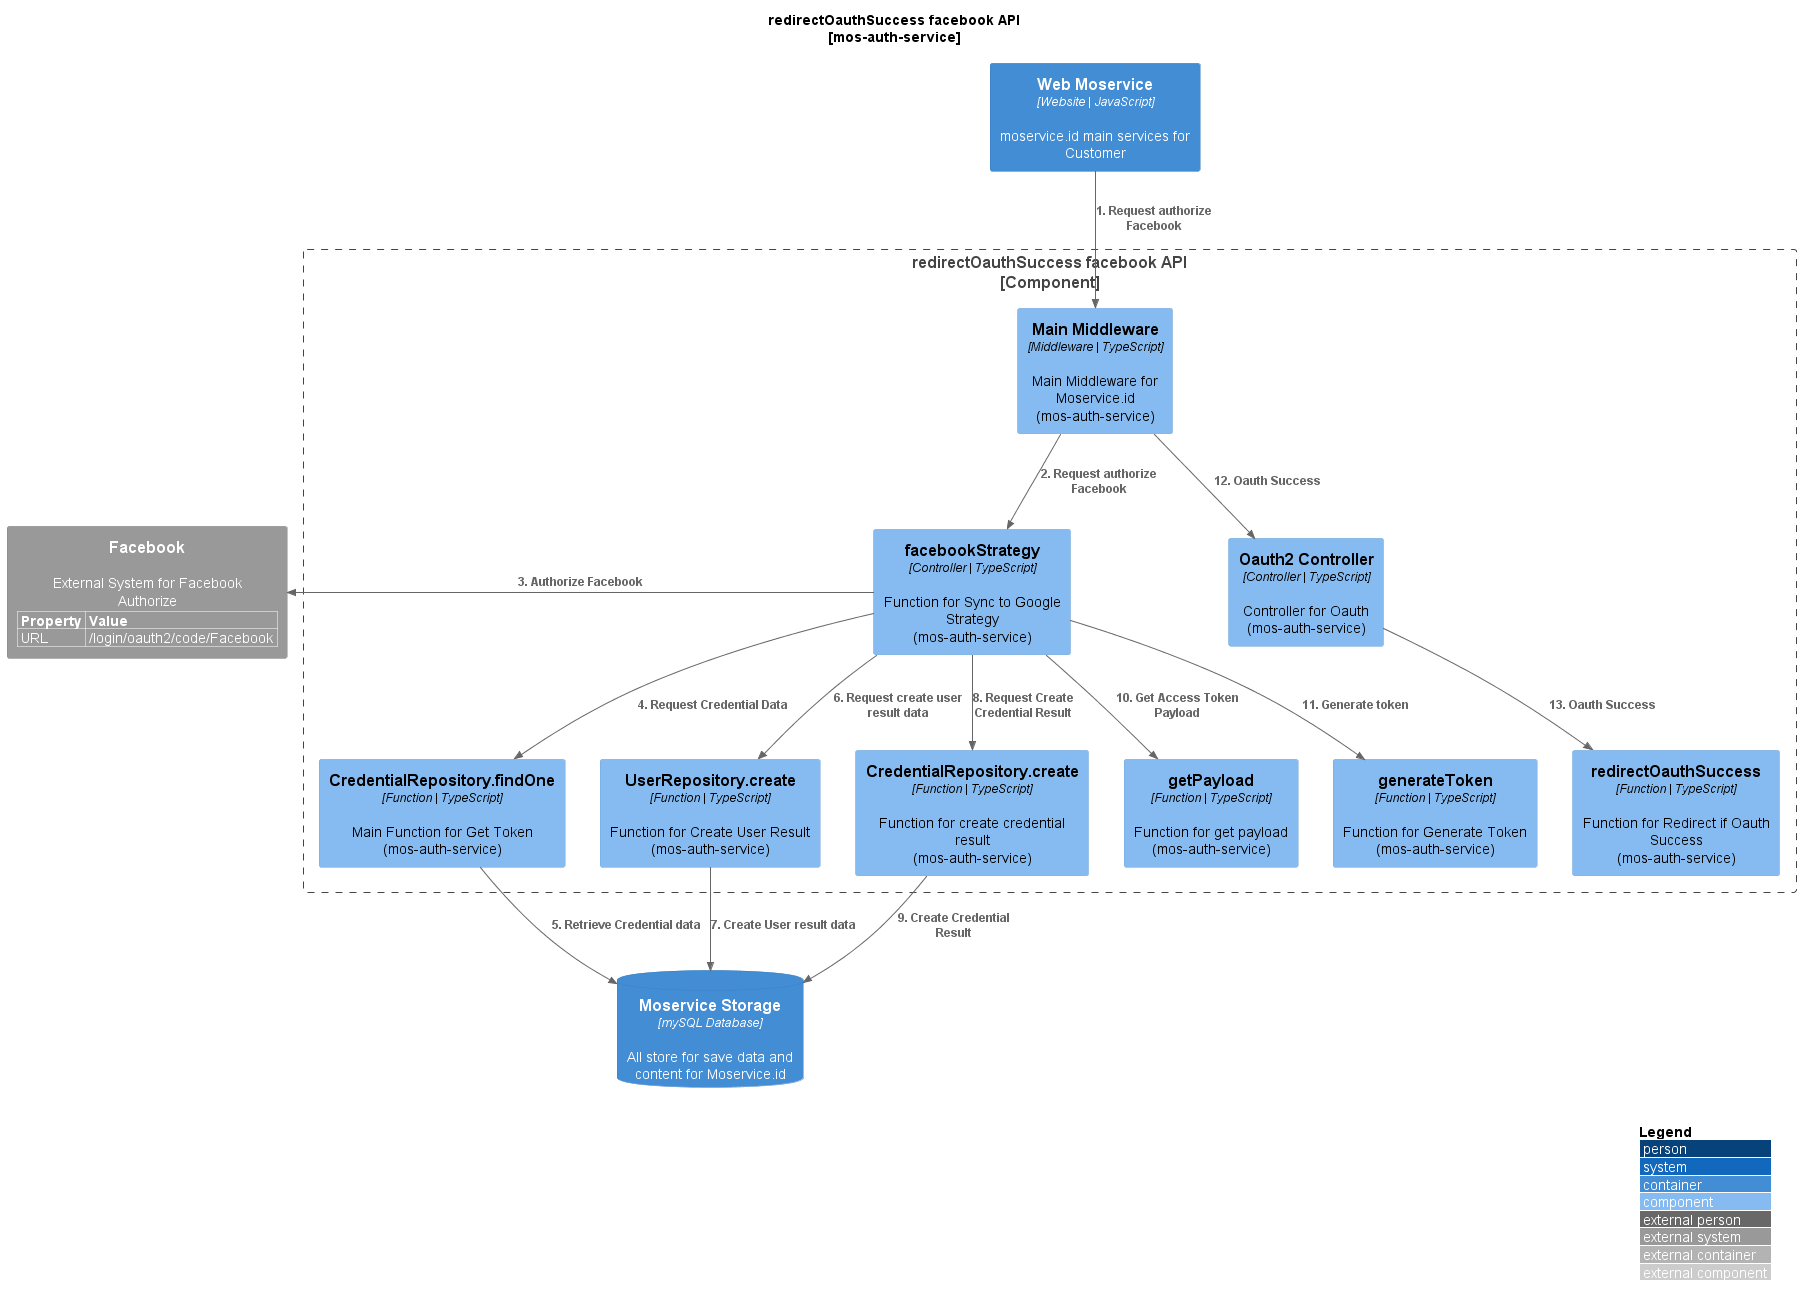 redirectOauthSuccess facebook API
[mos-auth-service]
Web Moservice
[Website | JavaScript]
moservice.id main services for
Customer
1. Request authorize
Facebook
redirectOauthSuccess facebook API
[Component]
Main Middleware
[Middleware | TypeScript]
Main Middleware for
Moservice.id
(mos-auth-service)
2. Request authorize
Facebook
12. Oauth Success
Facebook
External System for Facebook
Authorize
Property Value
URL /login/oauth2/code/Facebook
3. Authorize Facebook
facebookStrategy
[Controller | TypeScript]
Function for Sync to Google
Strategy
(mos-auth-service)
Oauth2 Controller
[Controller | TypeScript]
Controller for Oauth
(mos-auth-service)
4. Request Credential Data
6. Request create user
result data
8. Request Create
Credential Result
10. Get Access Token
Payload
11. Generate token
13. Oauth Success
CredentialRepository.findOne
[Function | TypeScript]
Main Function for Get Token
(mos-auth-service)
UserRepository.create
[Function | TypeScript]
Function for Create User Result
(mos-auth-service)
CredentialRepository.create
[Function | TypeScript]
Function for create credential
result
(mos-auth-service)
getPayload
[Function | TypeScript]
Function for get payload
(mos-auth-service)
generateToken
[Function | TypeScript]
Function for Generate Token
(mos-auth-service)
redirectOauthSuccess
[Function | TypeScript]
Function for Redirect if Oauth
Success
(mos-auth-service)
5. Retrieve Credential data
7. Create User result data
9. Create Credential
Result
Moservice Storage
[mySQL Database]
All store for save data and
content for Moservice.id
Legend
person
system
container
component
external person
external system
external container
external component